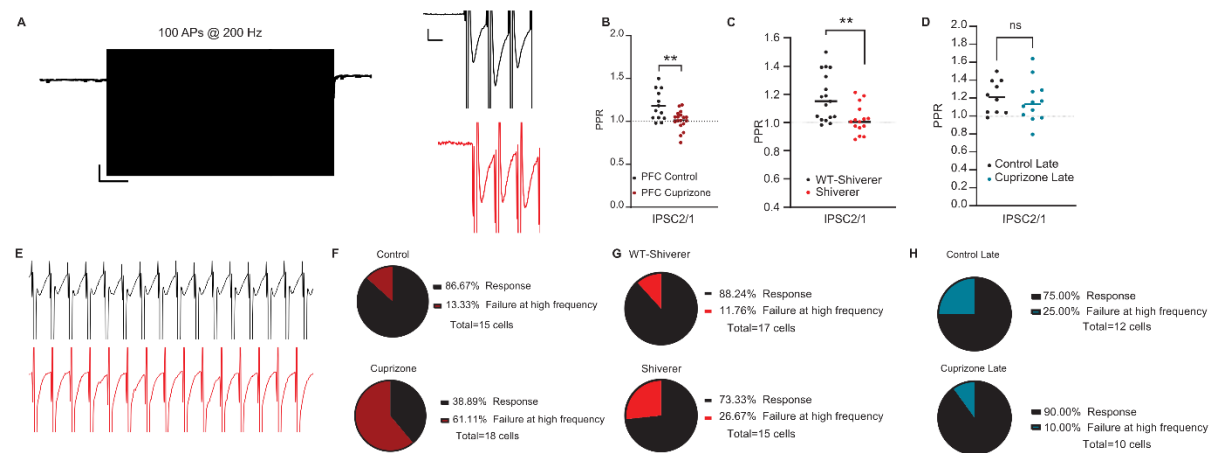 A
100 APs @ 200 Hz
B
2.0
1.5
1.0
0.5
0.0
PPR
**
PFC Control
PFC Cuprizone
IPSC2/1
C
1.6
1.4
1.2
1.0
0.8
0.6
0.4
PPR
**
WT-Shiverer
Shiverer
IPSC2/1
D
2.0
1.8
1.6
1.4
1.2
1.0
0.8
0.6
0.4
0.2
0.0
PPR
ns
Control Late
Cuprizone Late
IPSC2/1
E
F
Control
86.67% Response
13.33% Failure at high frequency
Total=15 cells
Cuprizone
38.89% Response
61.11% Failure at high frequency
Total=18 cells
G
WT-Shiverer
88.24% Response
11.76% Failure at high frequency
Total=17 cells
Shiverer
73.33% Response
26.67% Failure at high frequency
Total=15 cells
H
Control Late
75.00% Response
25.00% Failure at high frequency
Total=12 cells
Cuprizone Late
90.00% Response
10.00% Failure at high frequency
Total=10 cells